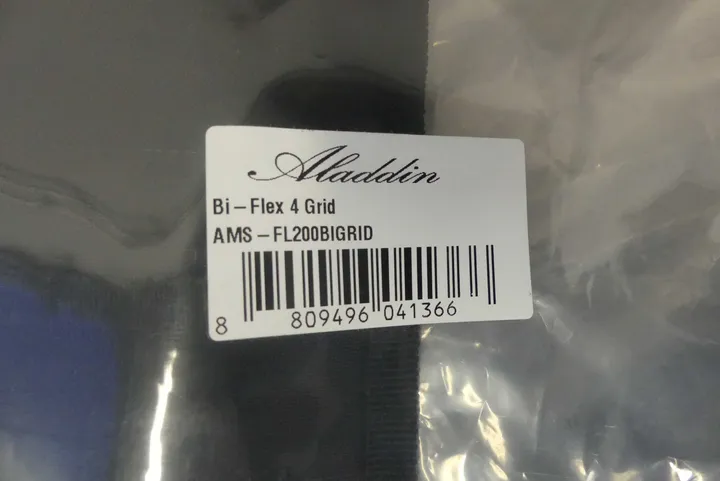 Aladdin
Bi-Flex 4 Grid
AMS-FL200BIGRID
8 809496 041366